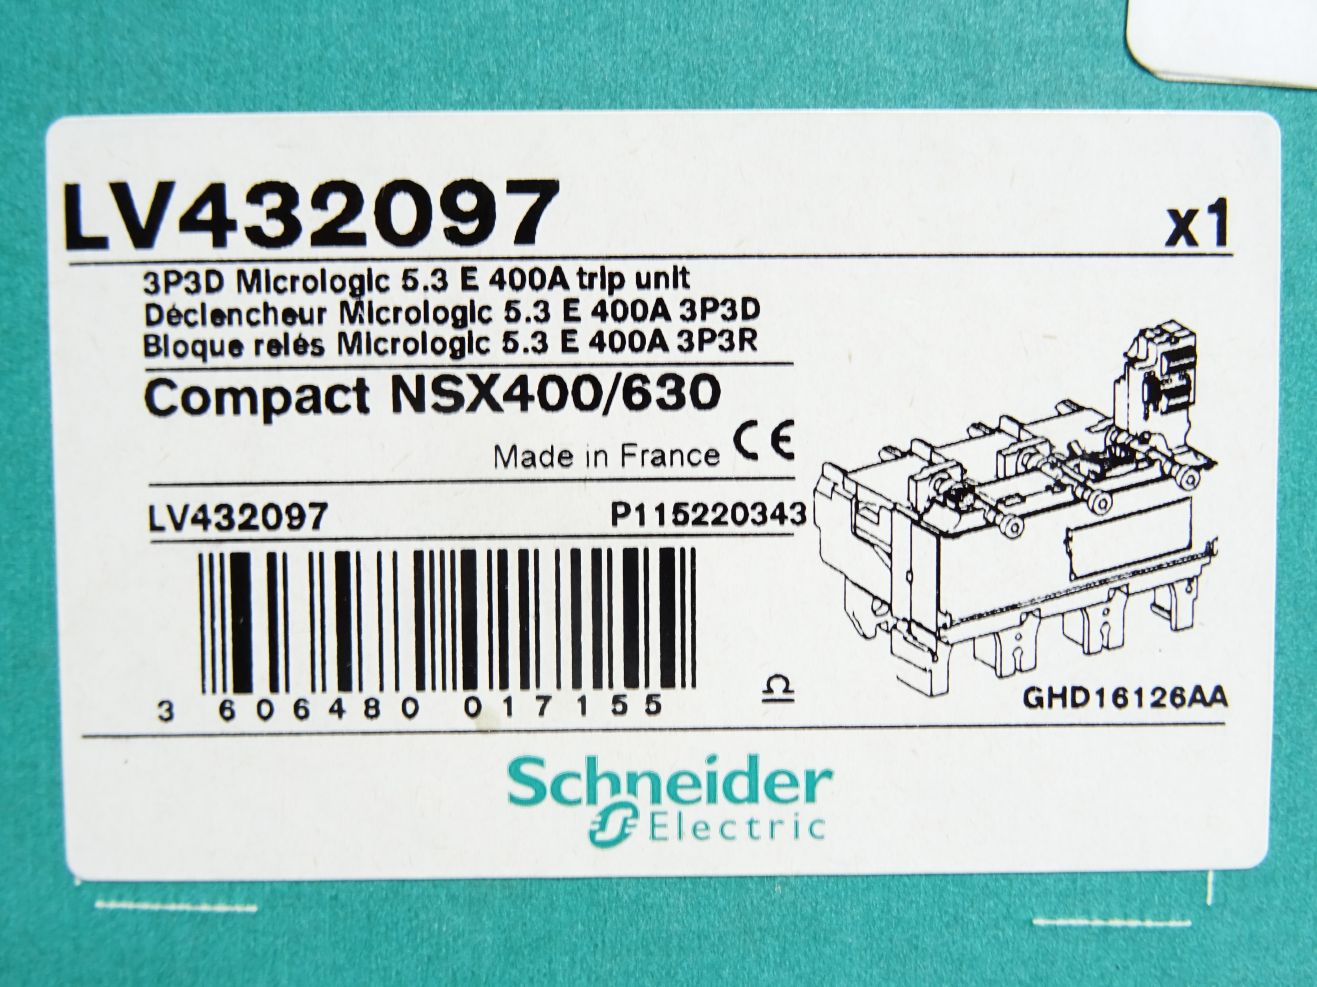 LV432097 x1
3P3D Micrologic 5.3 E 400A trip unit
Déclencheur Micrologic 5.3 E 400A 3P3D
Bloque relés Micrologic 5.3 E 400A 3P3R
Compact NSX400/630
Made in France CE
LV432097 P115220343
3 606480 017155
GHD16126AA
Schneider
Electric